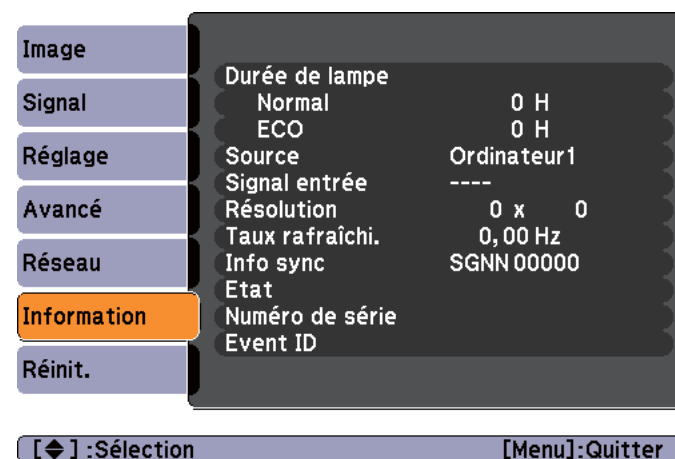 Image
Signal
Réglage
Avancé
Réseau
Information
Réinit.
Durée de lampe
Normal 0 H
ECO 0 H
Source Ordinateur1
Signal entrée ----
Résolution 0 x 0
Taux rafraîchi. 0,00 Hz
Info sync SGNN 00000
Etat
Numéro de série
Event ID
[◆] :Sélection [Menu]:Quitter